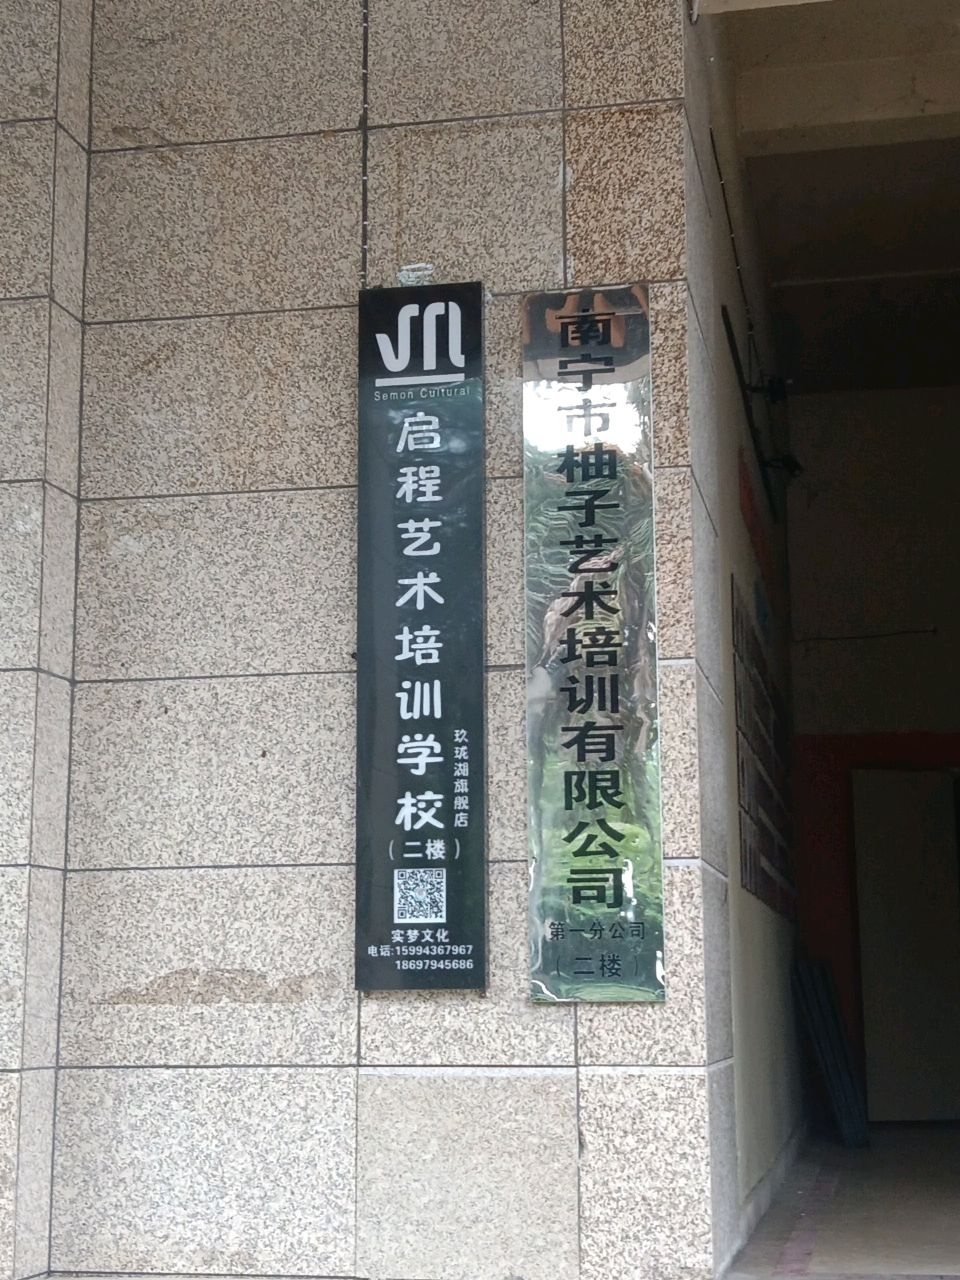 Semon Cultural
启程艺术培训学校
玖珑湖旗舰店
（二楼）
实梦文化
电话:15994367967
18697945686
南宁市柚子艺术培训有限公司
第一分公司
（二楼）